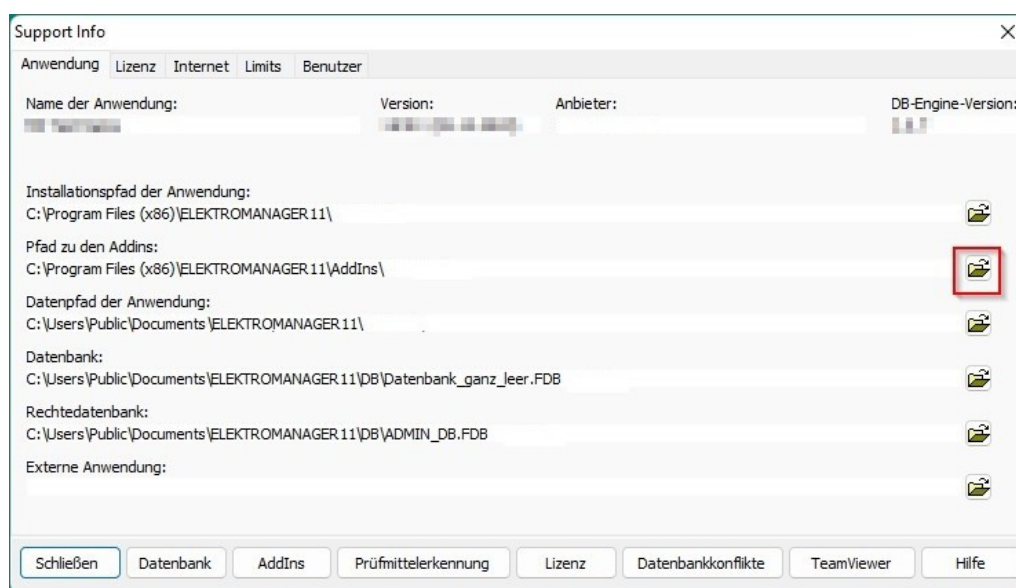 Support Info
Anwendung Lizenz Internet Limits Benutzer
Name der Anwendung: Version: Anbieter: DB-Engine-Version:
Installationspfad der Anwendung:
C:\Program Files (x86)\ELEKTROMANAGER11\
Pfad zu den Addins:
C:\Program Files (x86)\ELEKTROMANAGER11\AddIns\
Datenpfad der Anwendung:
C:\Users\Public\Documents\ELEKTROMANAGER11\
Datenbank:
C:\Users\Public\Documents\ELEKTROMANAGER11\DB\Datenbank_ganz_leer.FDB
Rechtedatenbank:
C:\Users\Public\Documents\ELEKTROMANAGER11\DB\ADMIN_DB.FDB
Externe Anwendung:
Schließen Datenbank AddIns Prüfmittelerkennung Lizenz Datenbankkonflikte TeamViewer Hilfe